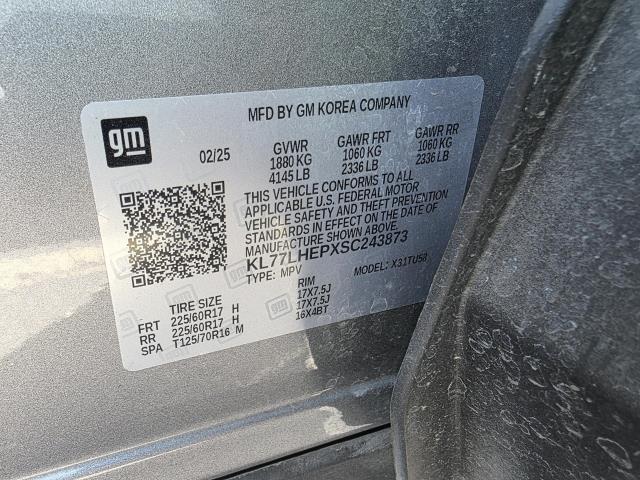 MFD BY GM KOREA COMPANY
gm
02/25
GVWR GAWR FRT GAWR RR
1880 KG 1060 KG 1060 KG
4145 LB 2336 LB 2336 LB
THIS VEHICLE CONFORMS TO ALL
APPLICABLE U.S. FEDERAL MOTOR
VEHICLE SAFETY AND THEFT PREVENTION
STANDARDS IN EFFECT ON THE DATE OF
MANUFACTURE SHOWN ABOVE.
KL77LHEPXSC243873
TYPE: MPV MODEL: X31TU58
TIRE SIZE RIM
FRT 225/60R17 H 17X7.5J
RR 225/60R17 H 17X7.5J
SPA T125/70R16 M 16X4BT